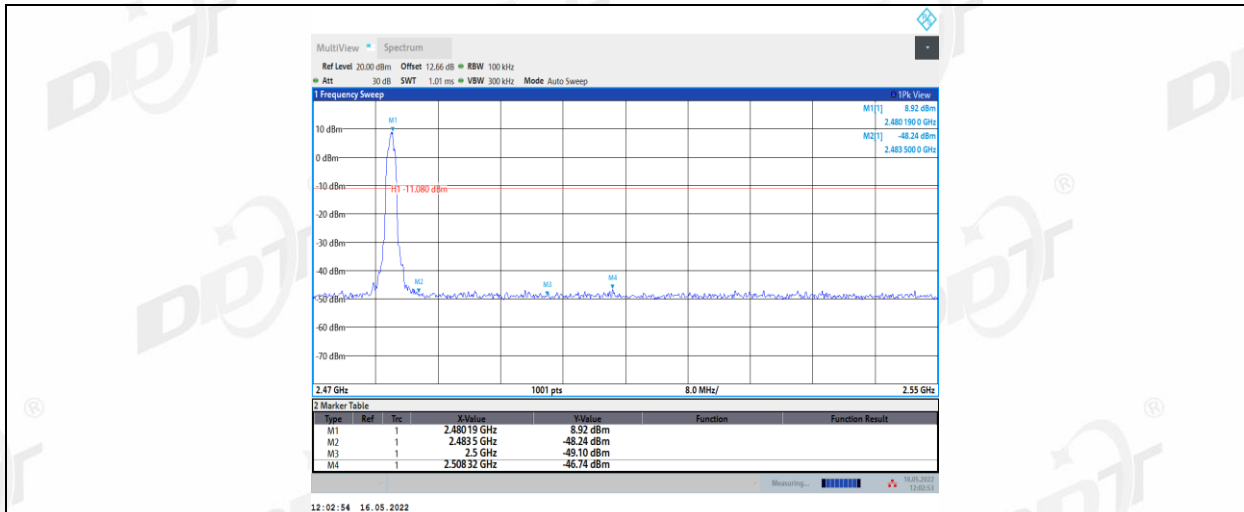 MultiView Spectrum
Ref Level 20.00 dBm Offset 12.66 dB RBW 100 kHz
Att 30 dB SWT 1.01 ms VBW 300 kHz Mode Auto Sweep
1 Frequency Sweep 1Pk View
M1[1] 8.92 dBm
2.480 190 0 GHz
M2[1] -48.24 dBm
2.483 500 0 GHz
M1
10 dBm
0 dBm
-10 dBm
H1 -11.080 dBm
-20 dBm
-30 dBm
-40 dBm
M2 M3 M4
-50 dBm
-60 dBm
-70 dBm
2.47 GHz 1001 pts 8.0 MHz/ 2.55 GHz
2 Marker Table
Type Ref Trc X-Value Y-Value Function Function Result
M1 1 2.480 19 GHz 8.92 dBm
M2 1 2.483 5 GHz -48.24 dBm
M3 1 2.5 GHz -49.10 dBm
M4 1 2.508 32 GHz -46.74 dBm
Measuring... 16.05.2022
12:02:53
12:02:54 16.05.2022
DDT
®